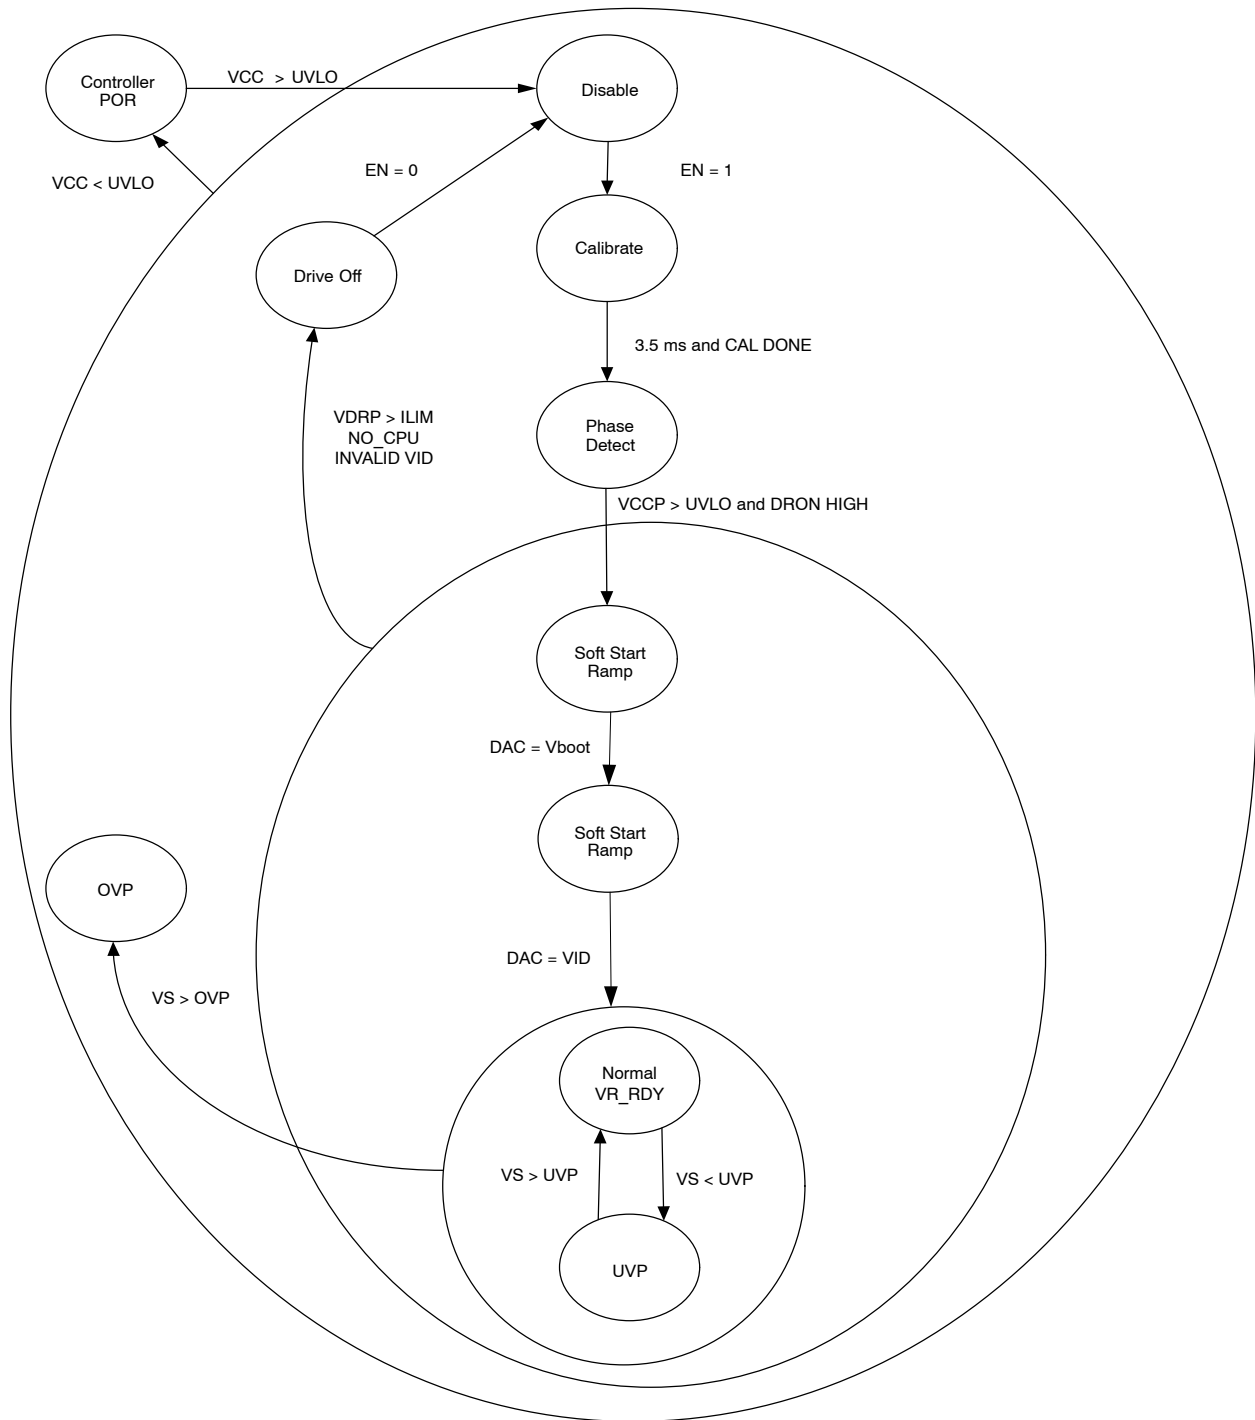 Controller
POR
VCC > UVLO
Disable
VCC < UVLO
EN = 0
EN = 1
Drive Off
Calibrate
3.5 ms and CAL DONE
VDRP > ILIM
NO_CPU
INVALID VID
Phase
Detect
VCCP > UVLO and DRON HIGH
Soft Start
Ramp
DAC = Vboot
Soft Start
Ramp
OVP
DAC = VID
VS > OVP
Normal
VR_RDY
VS > UVP
VS < UVP
UVP